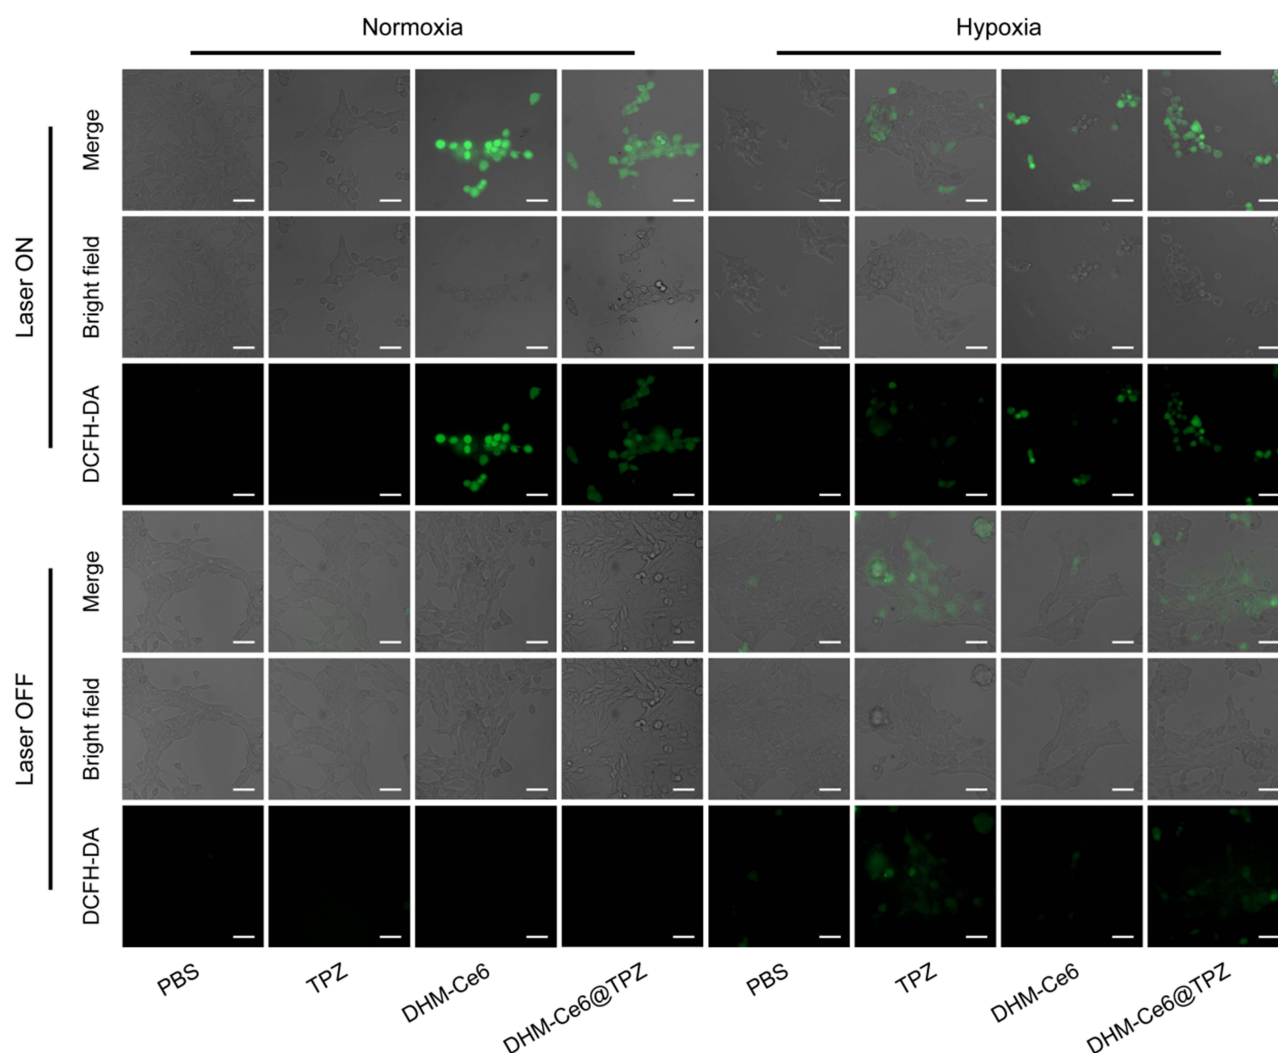 Normoxia
Hypoxia
Laser ON
Merge
Bright field
DCFH-DA
Laser OFF
Merge
Bright field
DCFH-DA
PBS
TPZ
DHM-Ce6
DHM-Ce6@TPZ
PBS
TPZ
DHM-Ce6
DHM-Ce6@TPZ